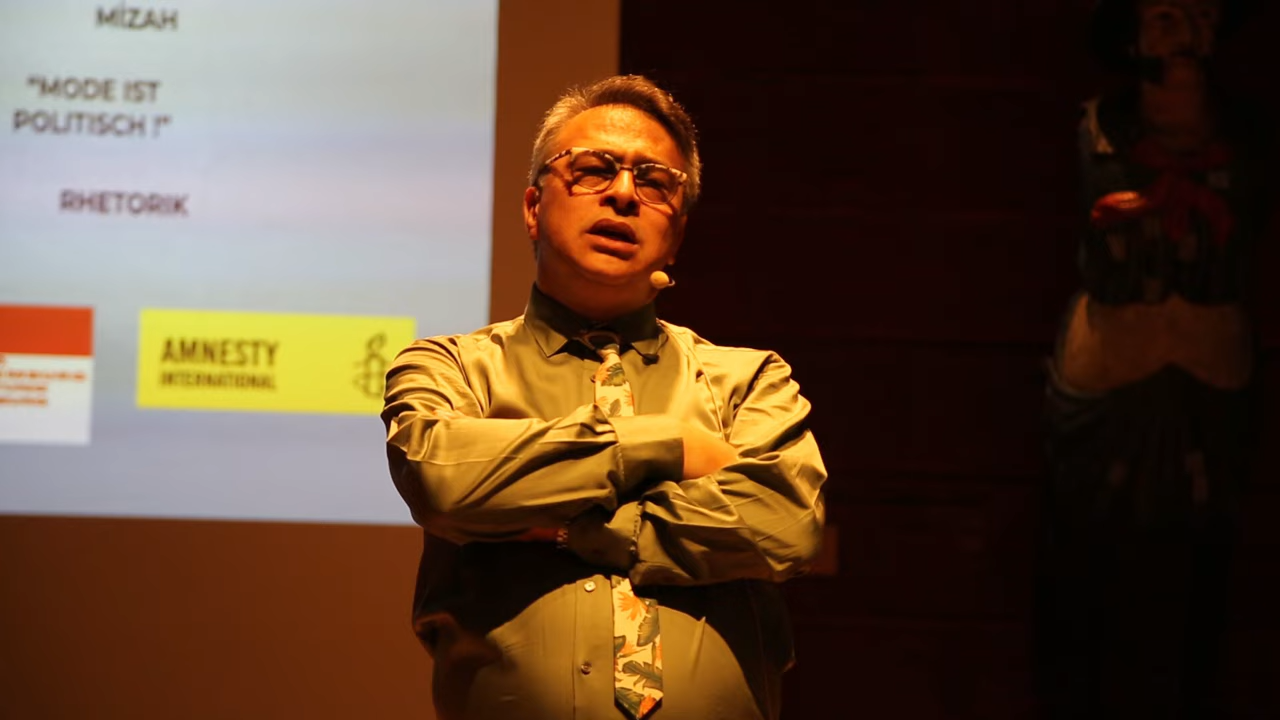 MİZAH
"MODE IST
POLITISCH !"
RHETORIK
AMNESTY
INTERNATIONAL